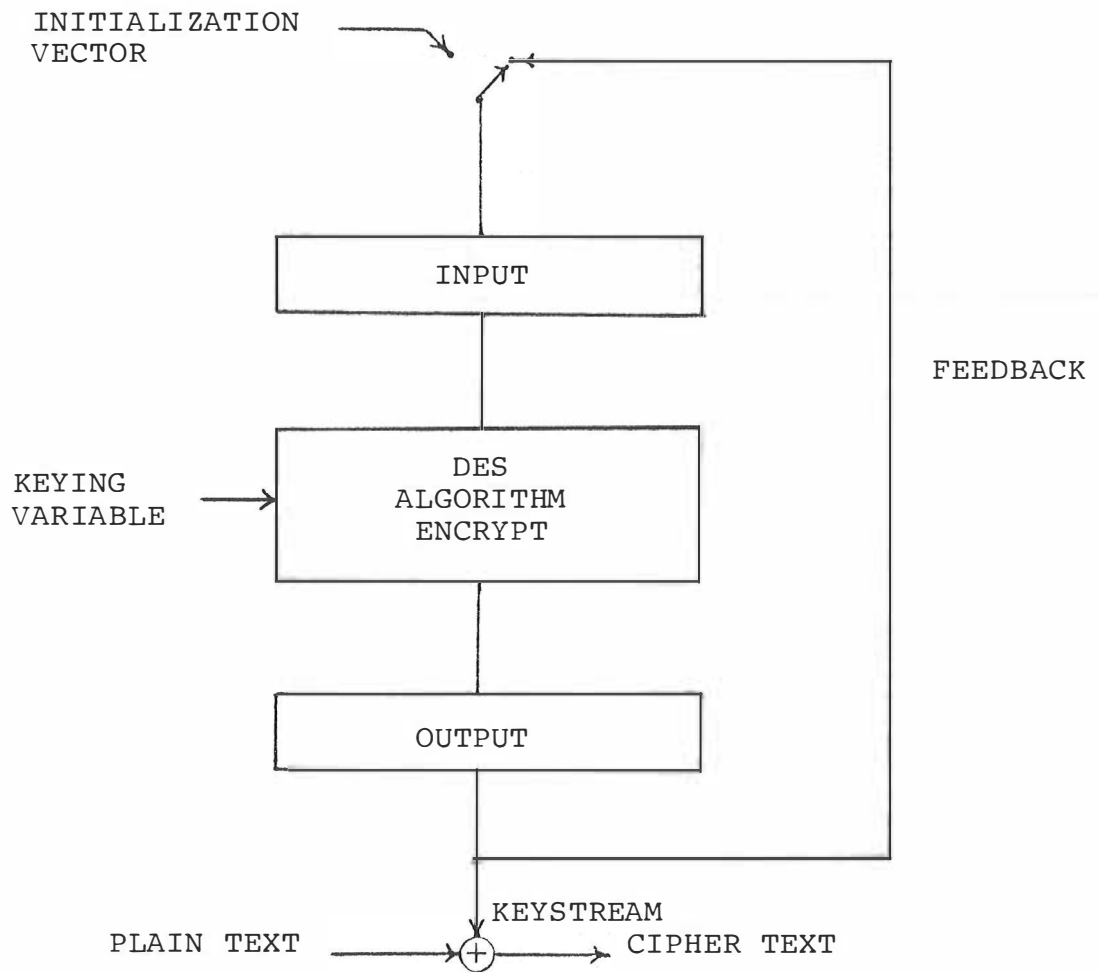 INITIALIZATION
VECTOR
INPUT
FEEDBACK
KEYING
VARIABLE
DES
ALGORITHM
ENCRYPT
OUTPUT
KEYSTREAM
PLAIN TEXT
+
CIPHER TEXT